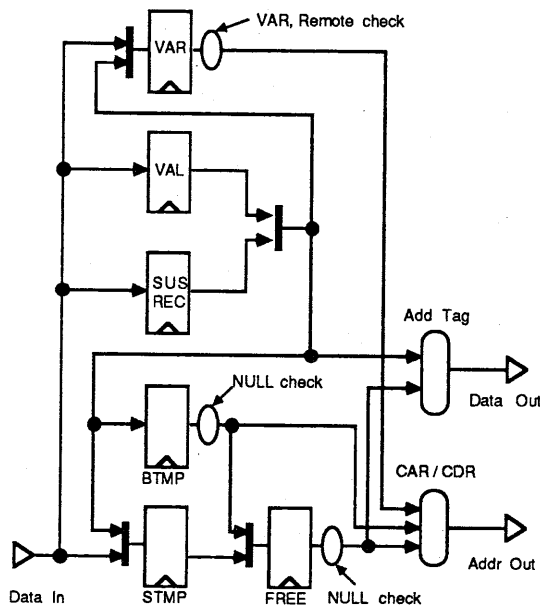 VAR, Remote check
VAR
VAL
SUS
REC
Add Tag
NULL check
Data Out
BTMP
CAR / CDR
Addr Out
Data In
STMP
FREE
NULL check